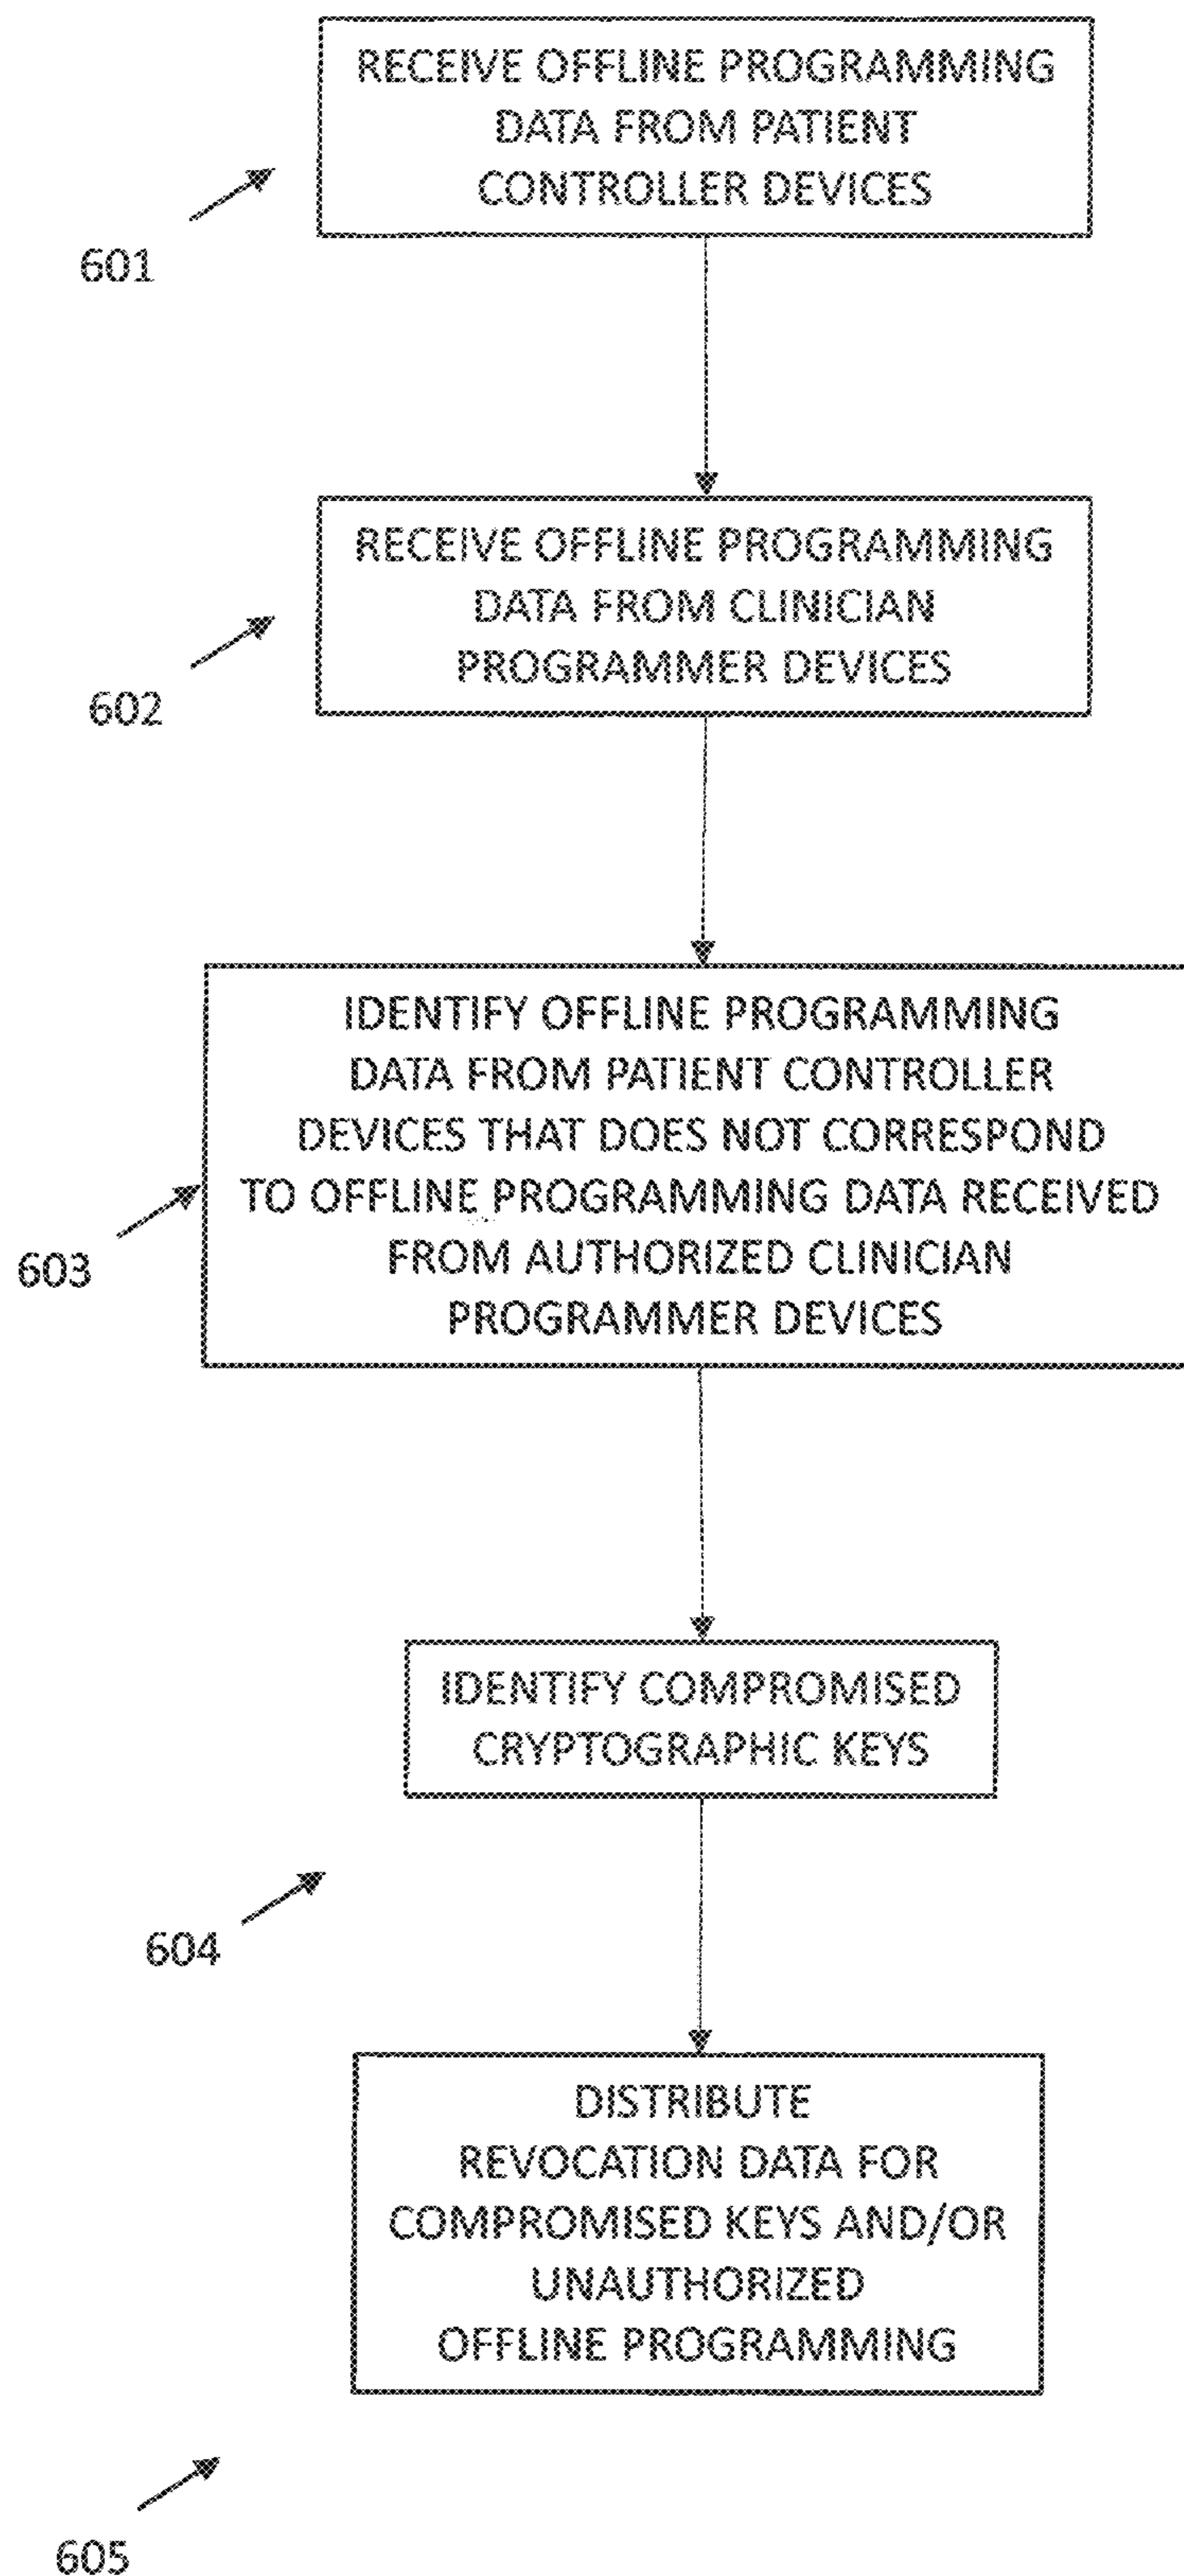 RECEIVE OFFLINE PROGRAMMING
DATA FROM PATIENT
CONTROLLER DEVICES
601
RECEIVE OFFLINE PROGRAMMING
DATA FROM CLINICIAN
PROGRAMMER DEVICES
602
IDENTIFY OFFLINE PROGRAMMING
DATA FROM PATIENT CONTROLLER
DEVICES THAT DOES NOT CORRESPOND
TO OFFLINE PROGRAMMING DATA RECEIVED
FROM AUTHORIZED CLINICIAN
PROGRAMMER DEVICES
603
IDENTIFY COMPROMISED
CRYPTOGRAPHIC KEYS
604
DISTRIBUTE
REVOCATION DATA FOR
COMPROMISED KEYS AND/OR
UNAUTHORIZED
OFFLINE PROGRAMMING
605